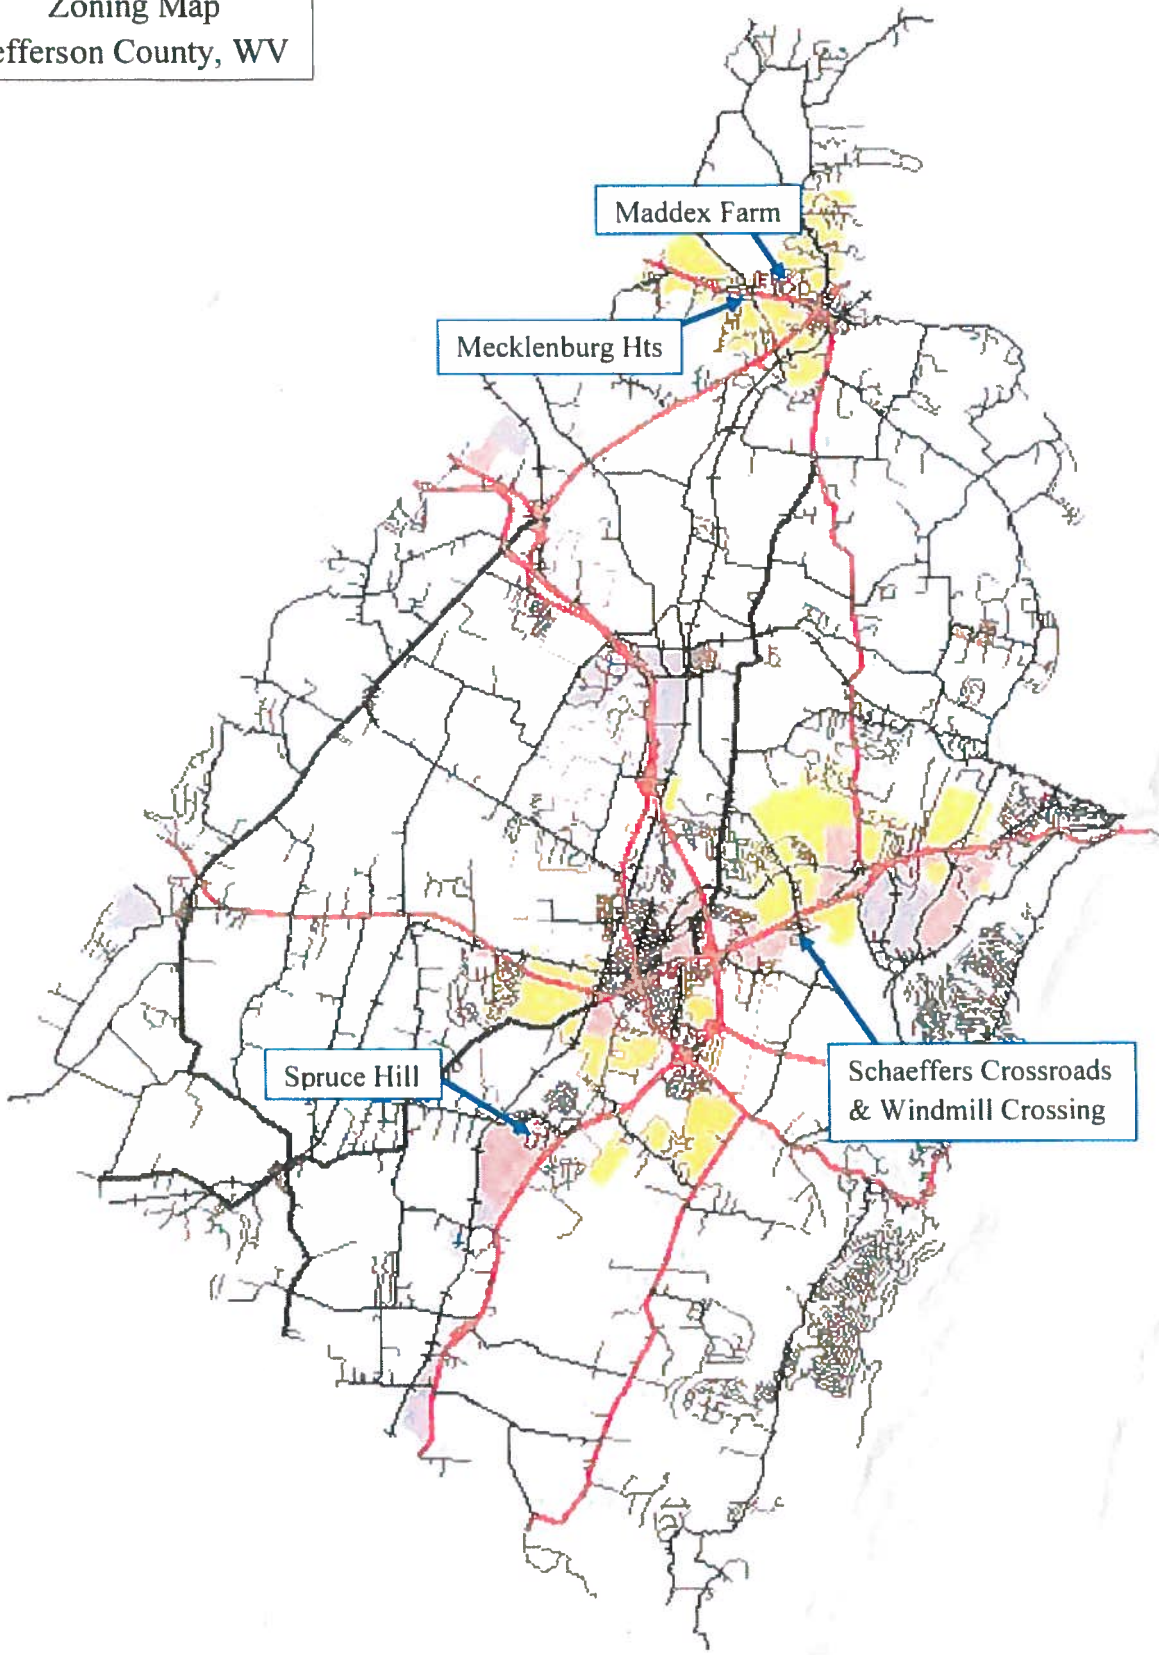 Zoning Map
efferson County, WV
Maddex Farm
Mecklenburg Hts
Spruce Hill
Schaeffers Crossroads
& Windmill Crossing